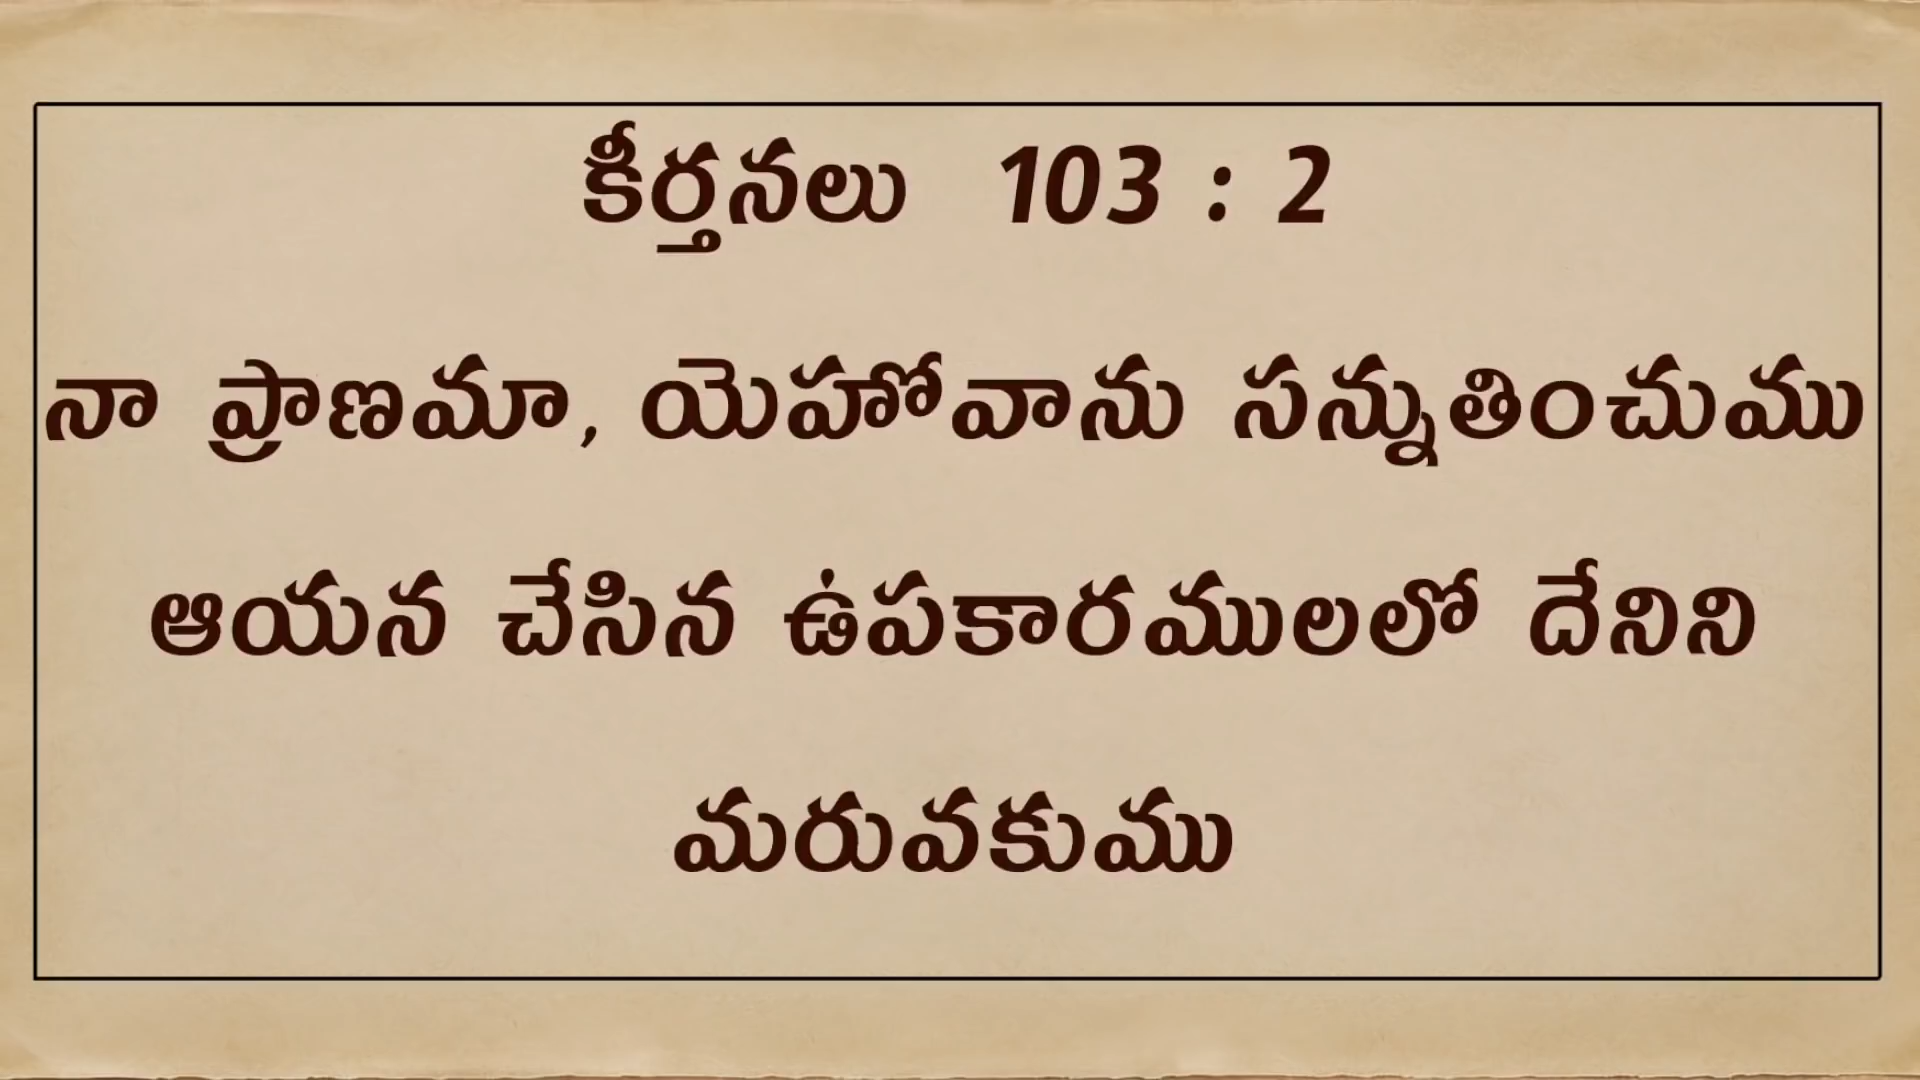 కీర్తనలు 103 : 2
నా ప్రాణమా, యెహోవాను సన్నుతించుము
ఆయన చేసిన ఉపకారములలో దేనిని
మరువకుము